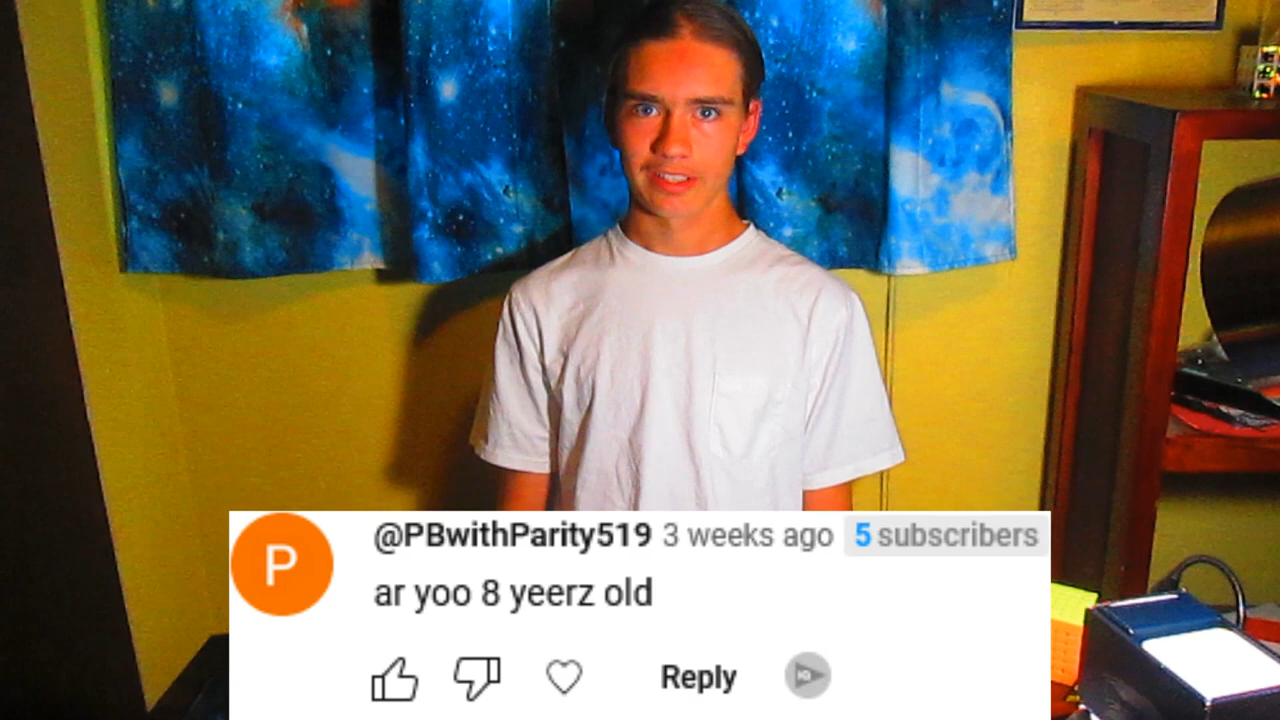 P
@PBwithParity519 3 weeks ago 5 subscribers
ar yoo 8 yeerz old
Reply